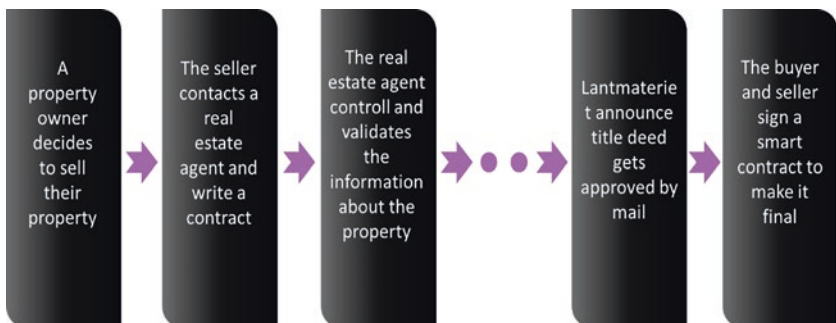 A
property
owner
decides
to sell
their
property
The seller
contacts a
real
estate
agent and
write a
contract
The real
estate agent
controll and
validates
the
information
about the
property
Lantmaterie
t announce
title deed
gets
approved by
mail
The buyer
and seller
sign a
smart
contract to
make it
final